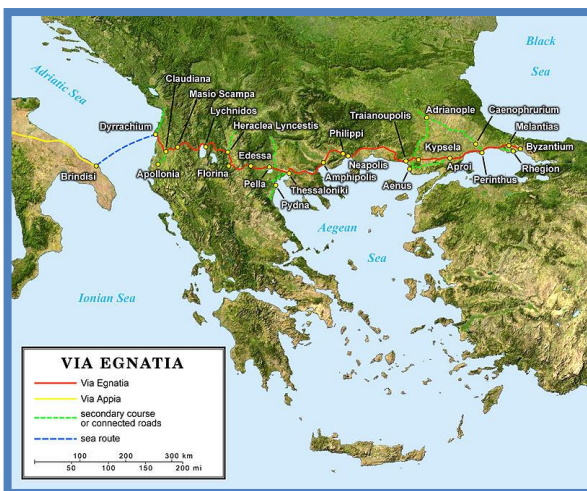 Black
Sea
Adriatic Sea
Claudiana
Masio Scampa
Lychnidos
Heraclea Lyncestis
Dyrrachium
Edessa
Philippi
Traianoupolis
Adrianople
Caenophrurium
Melantias
Kypsela
Byzantium
Brindisi
Apollonia
Florina
Pella
Thessaloniki
Pydna
Amphipolis
Neapolis
Aenus
Aproi
Perinthus
Rhegion
Aegean
Sea
Ionian Sea
VIA EGNATIA
Via Egnatia
Via Appia
secondary course
or connected roads
sea route
100 200 300 km
50 100 150 200 mi